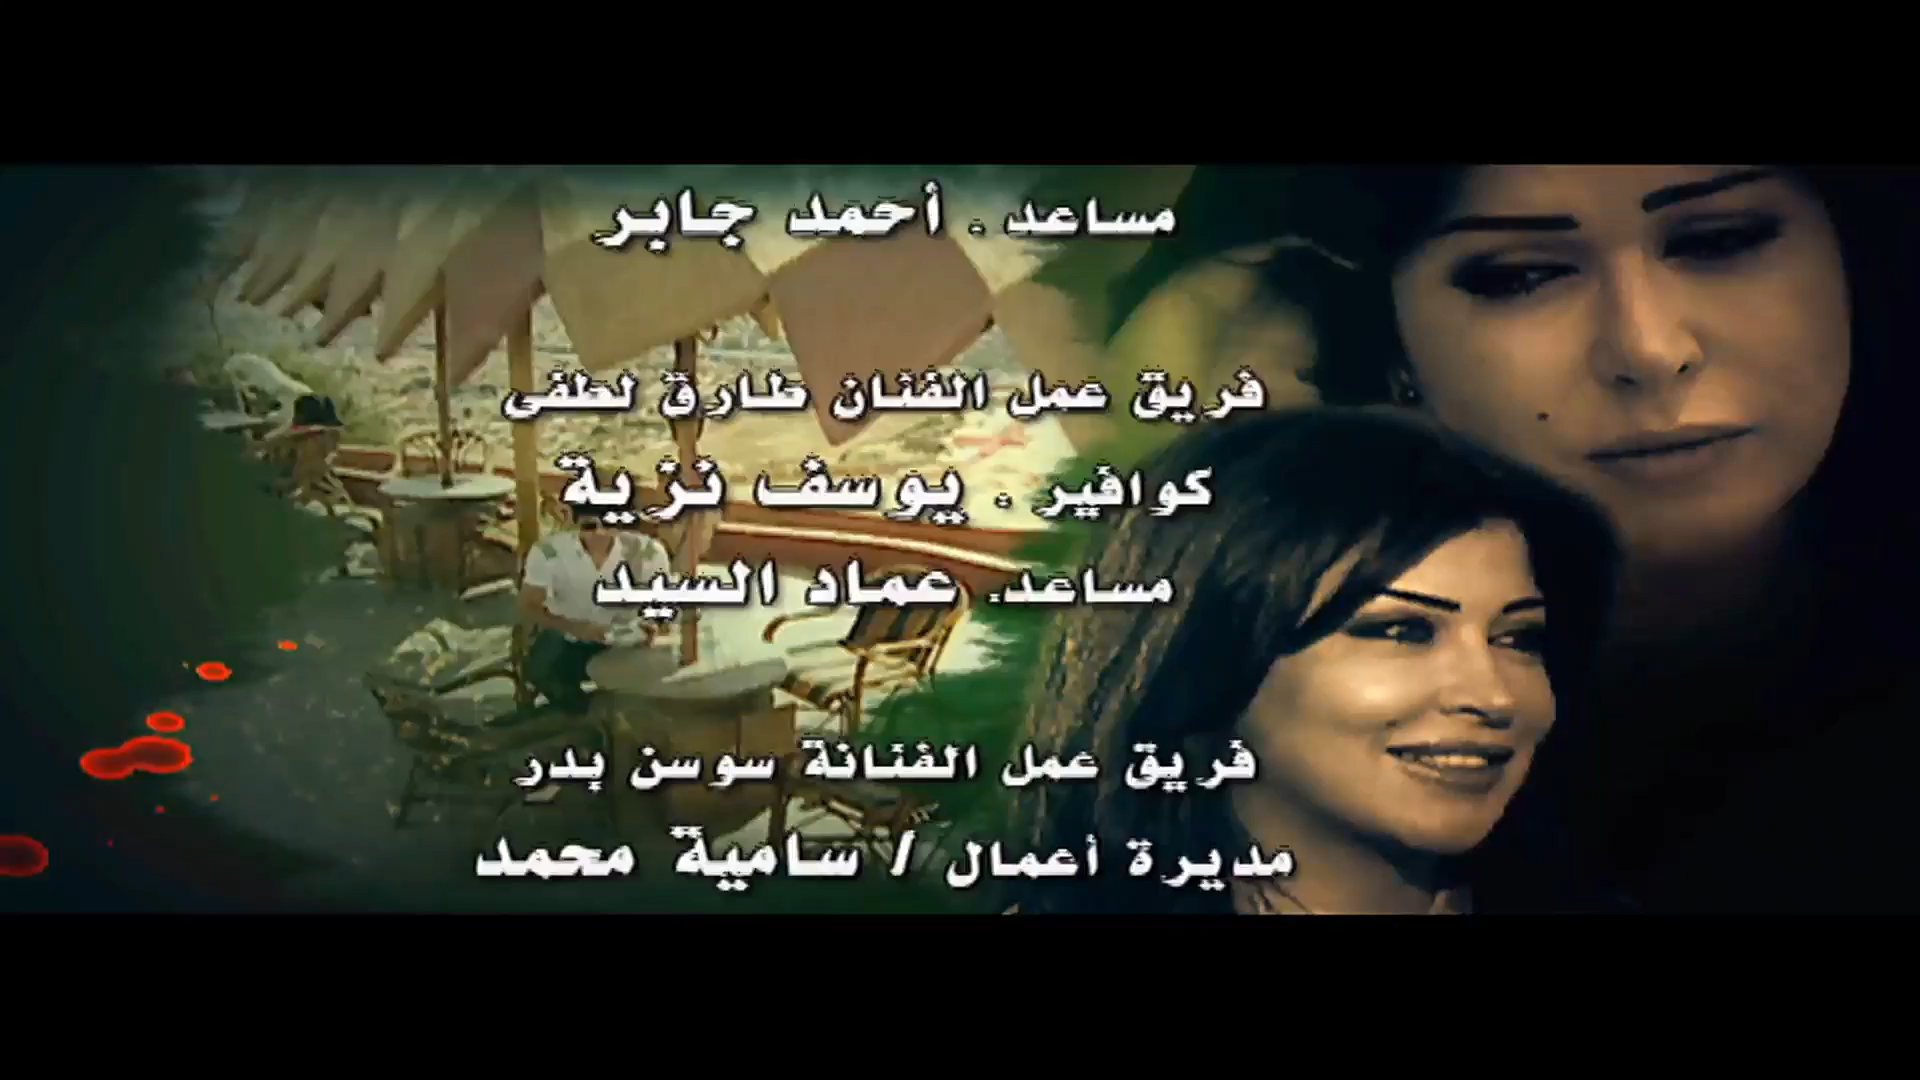 مساعد . أحمد جابر
فريق عمل الفنان طارق لطفى
كوافير . يوسف نزية
مساعد. عماد السيد
فريق عمل الفنانة سوسن بدر
مديرة أعمال / سامية محمد